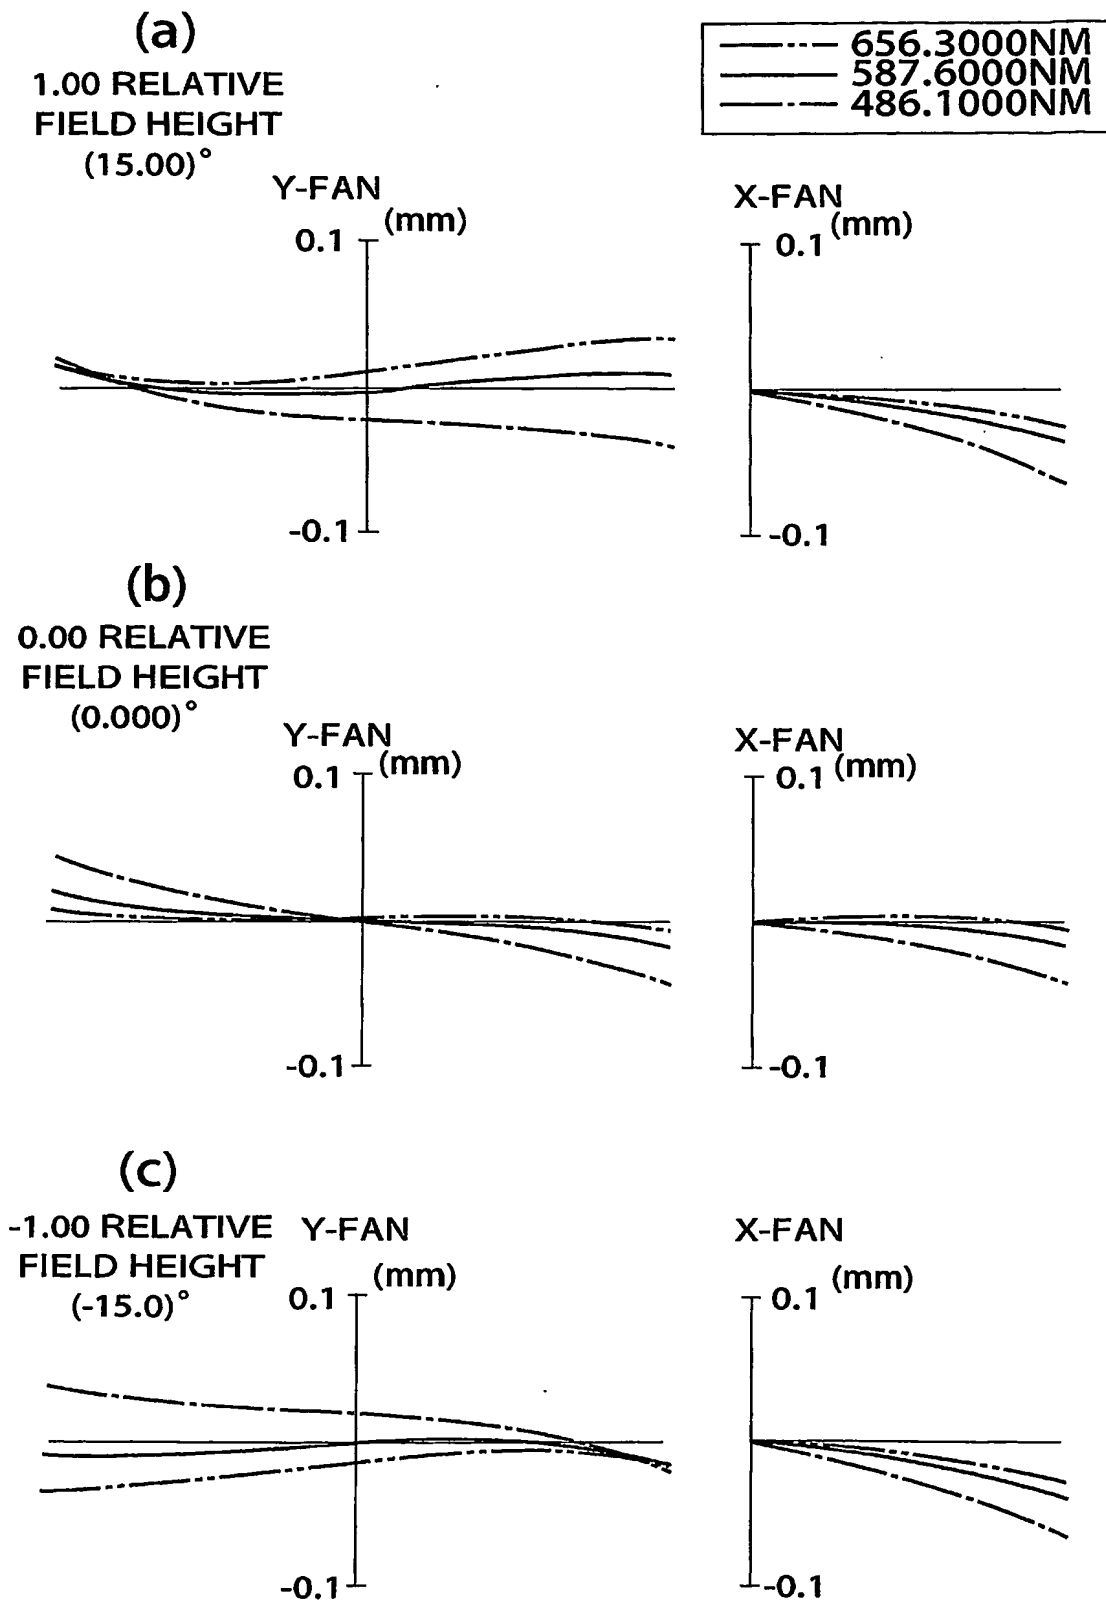 (a)
1.00 RELATIVE
FIELD HEIGHT
(15.00)°
656.3000NM
587.6000NM
486.1000NM
Y-FAN
(mm)
0.1
-0.1
X-FAN
(mm)
0.1
-0.1
(b)
0.00 RELATIVE
FIELD HEIGHT
(0.000)°
Y-FAN
(mm)
0.1
-0.1
X-FAN
(mm)
0.1
-0.1
(c)
-1.00 RELATIVE
FIELD HEIGHT
(-15.0)°
Y-FAN
(mm)
0.1
-0.1
X-FAN
(mm)
0.1
-0.1